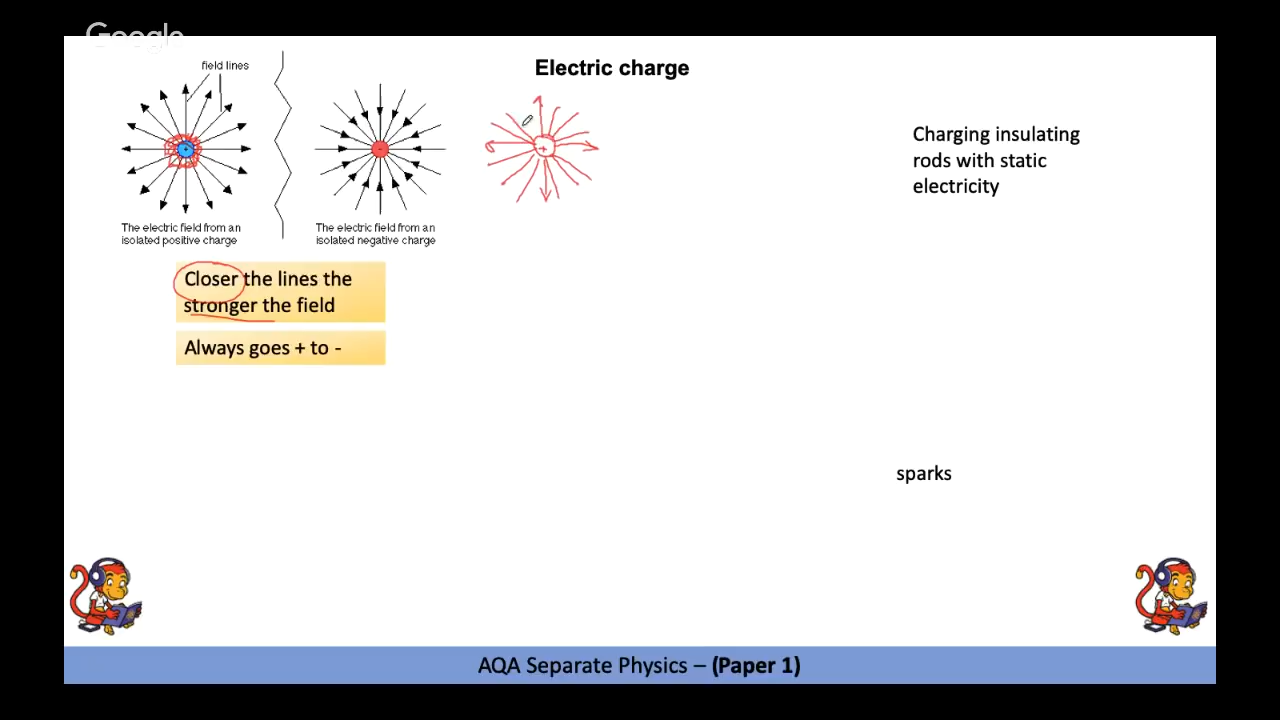 Google
field lines
Electric charge
+
-
+
The electric field from an
isolated positive charge
The electric field from an
isolated negative charge
Charging insulating
rods with static
electricity
Closer the lines the
stronger the field
Always goes + to -
sparks
AQA Separate Physics – (Paper 1)